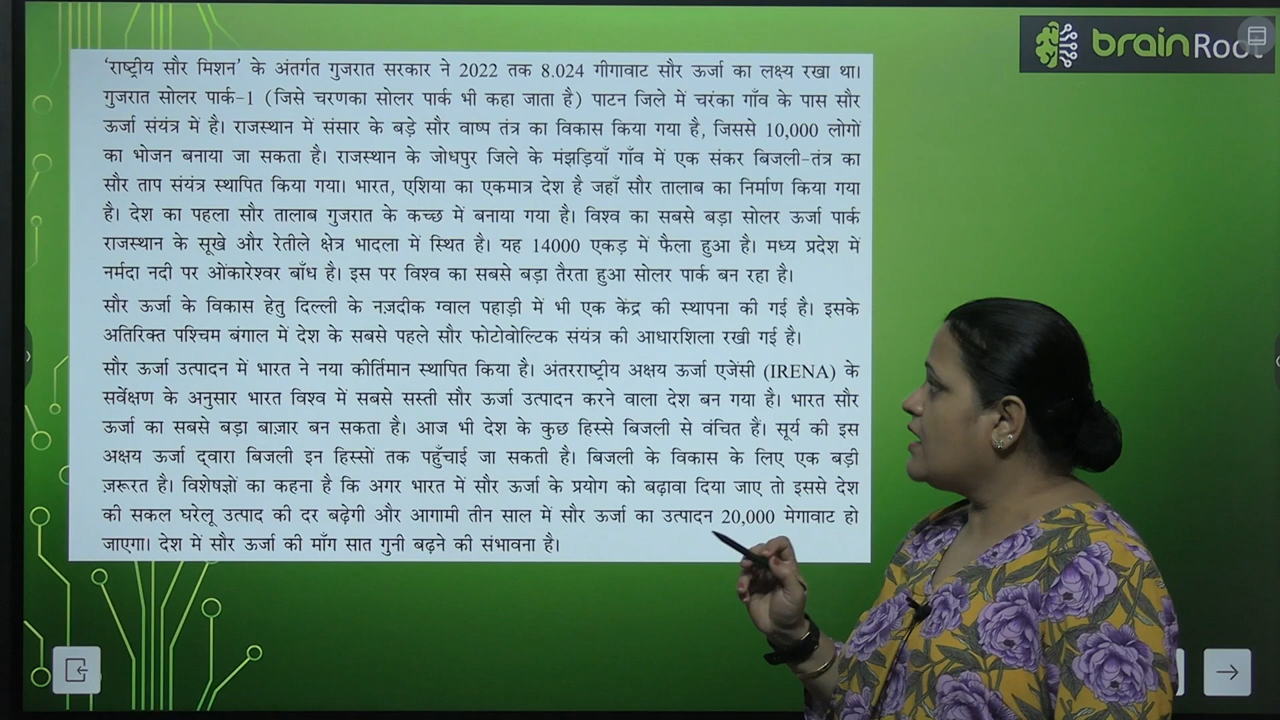 brainRoot
'राष्ट्रीय सौर मिशन' के अंतर्गत गुजरात सरकार ने 2022 तक 8.024 गीगावाट सौर ऊर्जा का लक्ष्य रखा था।
गुजरात सोलर पार्क-1 (जिसे चारणका सोलर पार्क भी कहा जाता है) पाटन जिले में चरंका गाँव के पास सौर
ऊर्जा संयंत्र में है। राजस्थान में संसार के बड़े सौर वाष्प तंत्र का विकास किया गया है, जिससे 10,000 लोगों
का भोजन बनाया जा सकता है। राजस्थान के जोधपुर जिले के मंझड़ियाँ गाँव में एक संकर बिजली-तंत्र का
सौर ताप संयंत्र स्थापित किया गया। भारत, एशिया का एकमात्र देश है जहाँ सौर तालाब का निर्माण किया गया
है। देश का पहला सौर तालाब गुजरात के कच्छ में बनाया गया है। विश्व का सबसे बड़ा सोलर ऊर्जा पार्क
राजस्थान के सूखे और रेतीले क्षेत्र भादला में स्थित है। यह 14000 एकड़ में फैला हुआ है। मध्य प्रदेश में
नर्मदा नदी पर ओंकारेश्वर बाँध है। इस पर विश्व का सबसे बड़ा तैरता हुआ सोलर पार्क बन रहा है।
सौर ऊर्जा के विकास हेतु दिल्ली के नज़दीक ग्वाल पहाड़ी में भी एक केंद्र की स्थापना की गई है। इसके
अतिरिक्त पश्चिम बंगाल में देश के सबसे पहले सौर फोटोवोल्टिक संयंत्र की आधारशिला रखी गई है।
सौर ऊर्जा उत्पादन में भारत ने नया कीर्तिमान स्थापित किया है। अंतरराष्ट्रीय अक्षय ऊर्जा एजेंसी (IRENA) के
सर्वेक्षण के अनुसार भारत विश्व में सबसे सस्ती सौर ऊर्जा उत्पादन करने वाला देश बन गया है। भारत सौर
ऊर्जा का सबसे बड़ा बाज़ार बन सकता है। आज भी देश के कुछ हिस्से बिजली से वंचित हैं। सूर्य की इस
अक्षय ऊर्जा द्वारा बिजली इन हिस्सों तक पहुँचाई जा सकती है। बिजली के विकास के लिए एक बड़ी
ज़रूरत है। विशेषज्ञों का कहना है कि अगर भारत में सौर ऊर्जा के प्रयोग को बढ़ावा दिया जाए तो इससे देश
की सकल घरेलू उत्पाद की दर बढ़ेगी और आगामी तीन साल में सौर ऊर्जा का उत्पादन 20,000 मेगावाट हो
जाएगा। देश में सौर ऊर्जा की माँग सात गुनी बढ़ने की संभावना है।